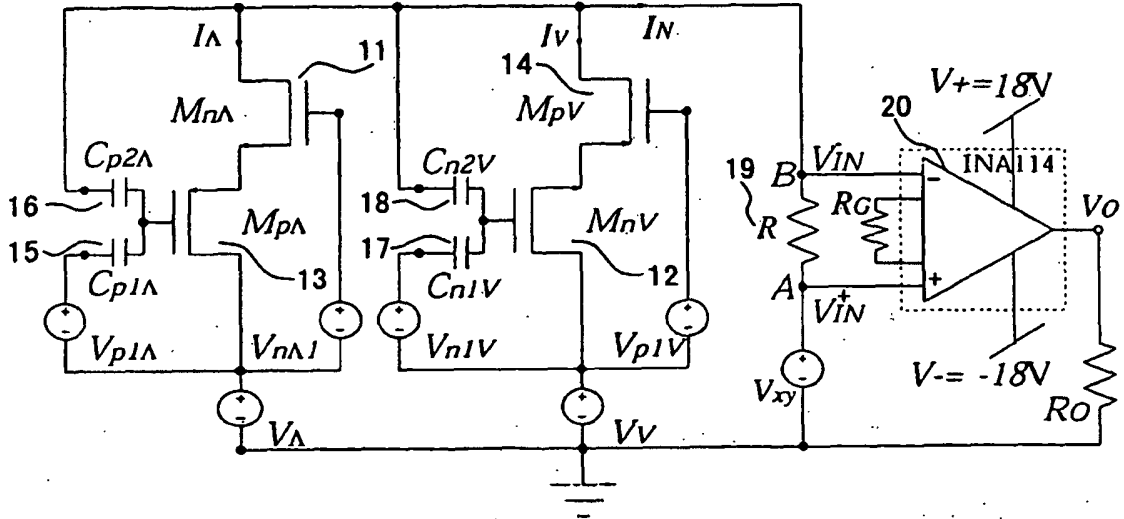 IΛ
11
IV
14
IN
V+=18V
20
MnΛ
MpV
INA114
Cp2Λ
Cn2V
VIN
B
-
19
RG
VO
16
18
MpΛ
MnV
R
15
17
A
+
13
12
Cp1Λ
Cn1V
V+IN
Vp1Λ
VnΛ1
Vn1V
Vp1V
V-= -18V
Vxy
RO
VΛ
VV